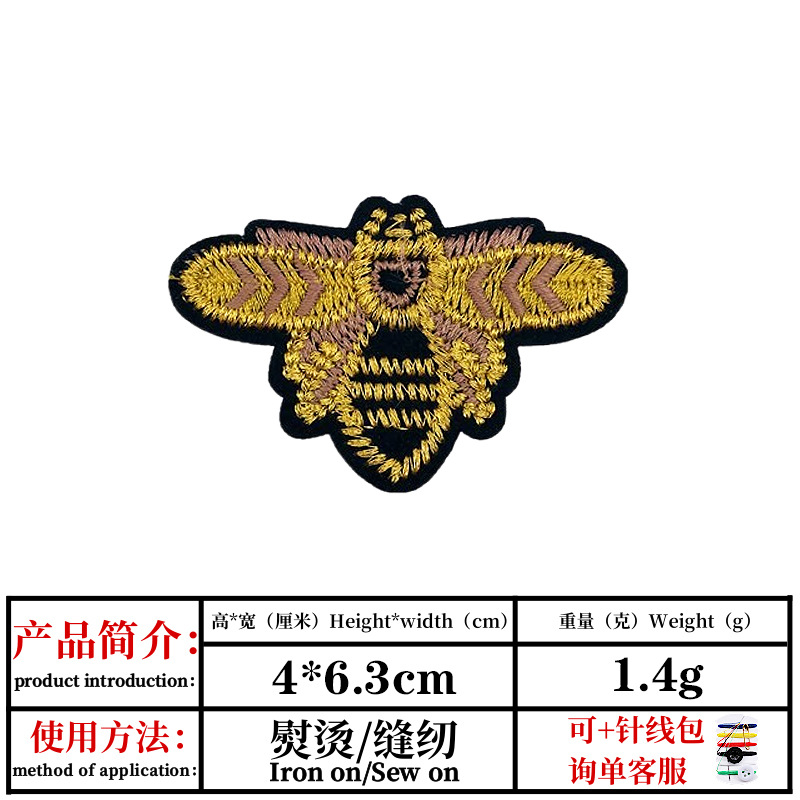 产品简介：
product introduction：
高*宽（厘米）Height*width（cm）
重量（克）Weight（g）
4*6.3cm
1.4g
使用方法：
method of application：
熨烫/缝纫
Iron on/Sew on
可+针线包
询单客服